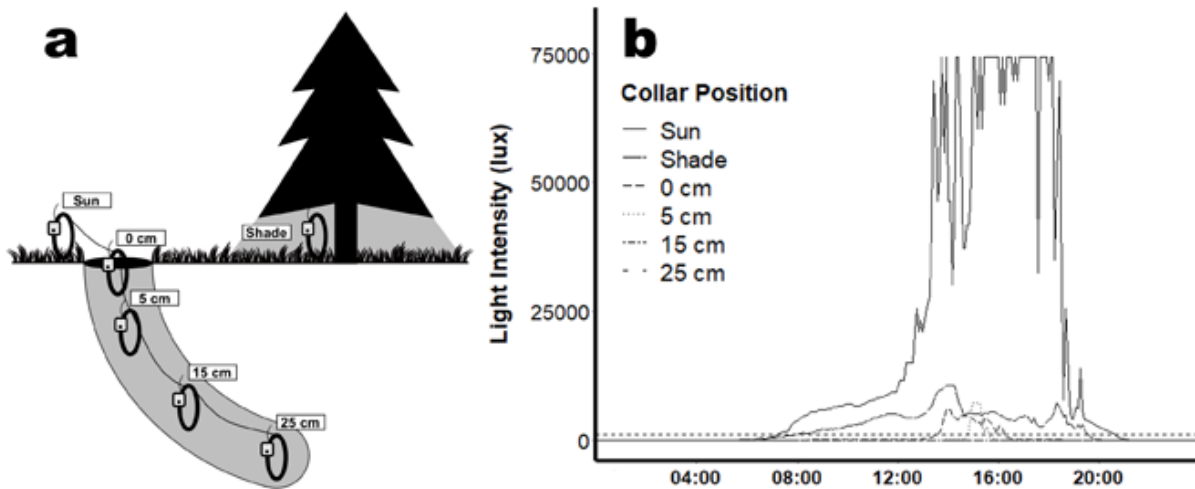 a
Sun
0 cm
Shade
5 cm
15 cm
25 cm
b
Light Intensity (lux)
75000
50000
25000
0
Collar Position
Sun
Shade
0 cm
5 cm
15 cm
25 cm
04:00 08:00 12:00 16:00 20:00